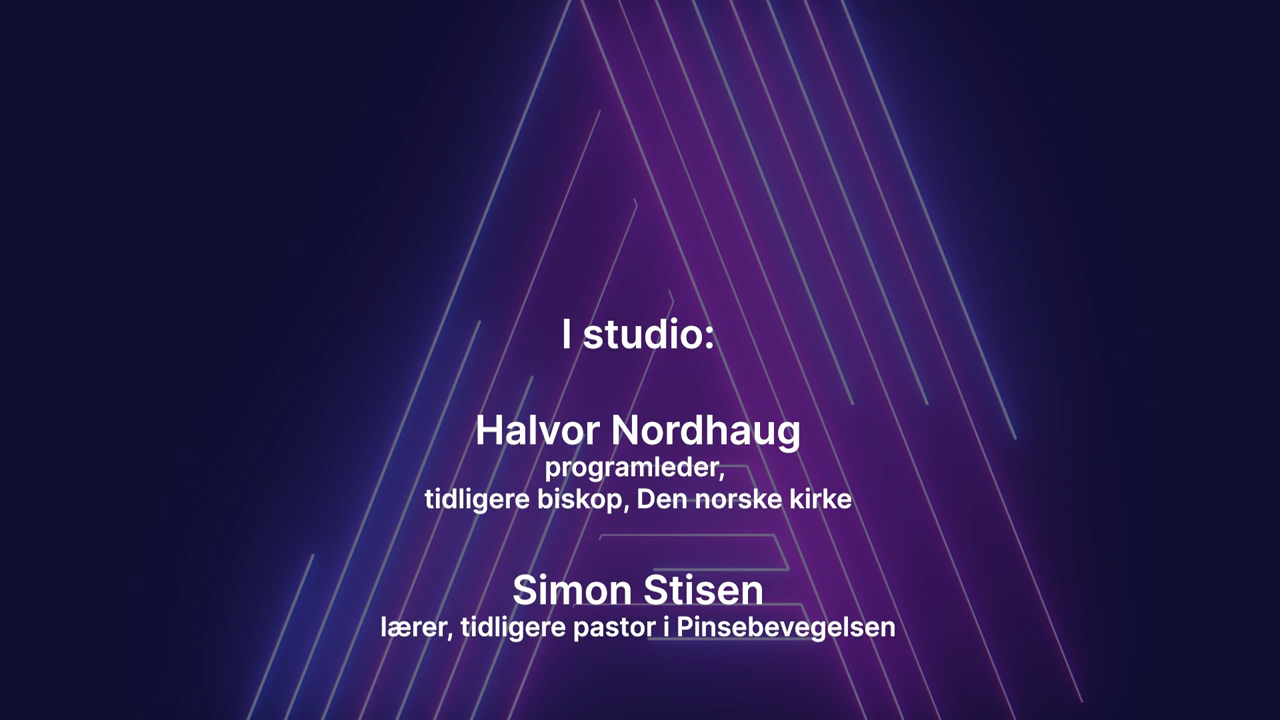 I studio:
Halvor Nordhaug
programleder,
tidligere biskop, Den norske kirke
Simon Stisen
lærer, tidligere pastor i Pinsebevegelsen